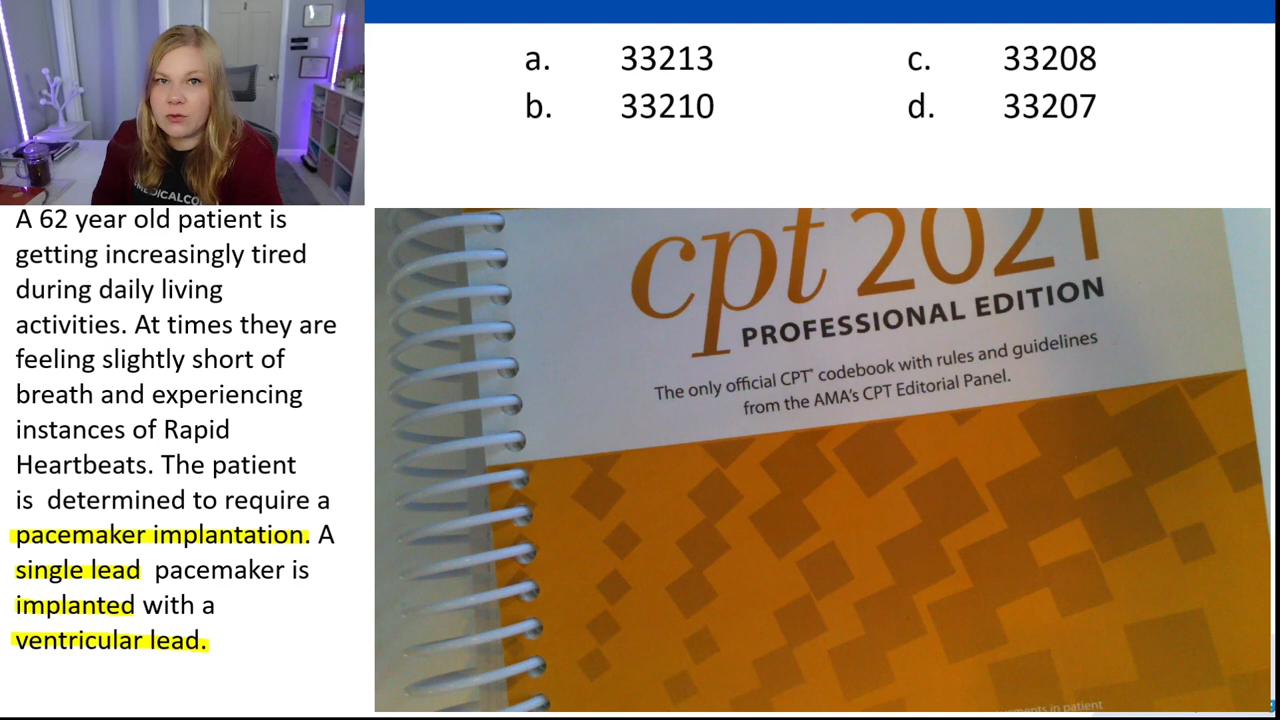 a. 33213 c. 33208
b. 33210 d. 33207
A 62 year old patient is
getting increasingly tired
during daily living
activities. At times they are
feeling slightly short of
breath and experiencing
instances of Rapid
Heartbeats. The patient
is determined to require a
pacemaker implantation. A
single lead pacemaker is
implanted with a
ventricular lead.
cpt 2021
PROFESSIONAL EDITION
The only official CPT® codebook with rules and guidelines
from the AMA's CPT Editorial Panel.
in patient